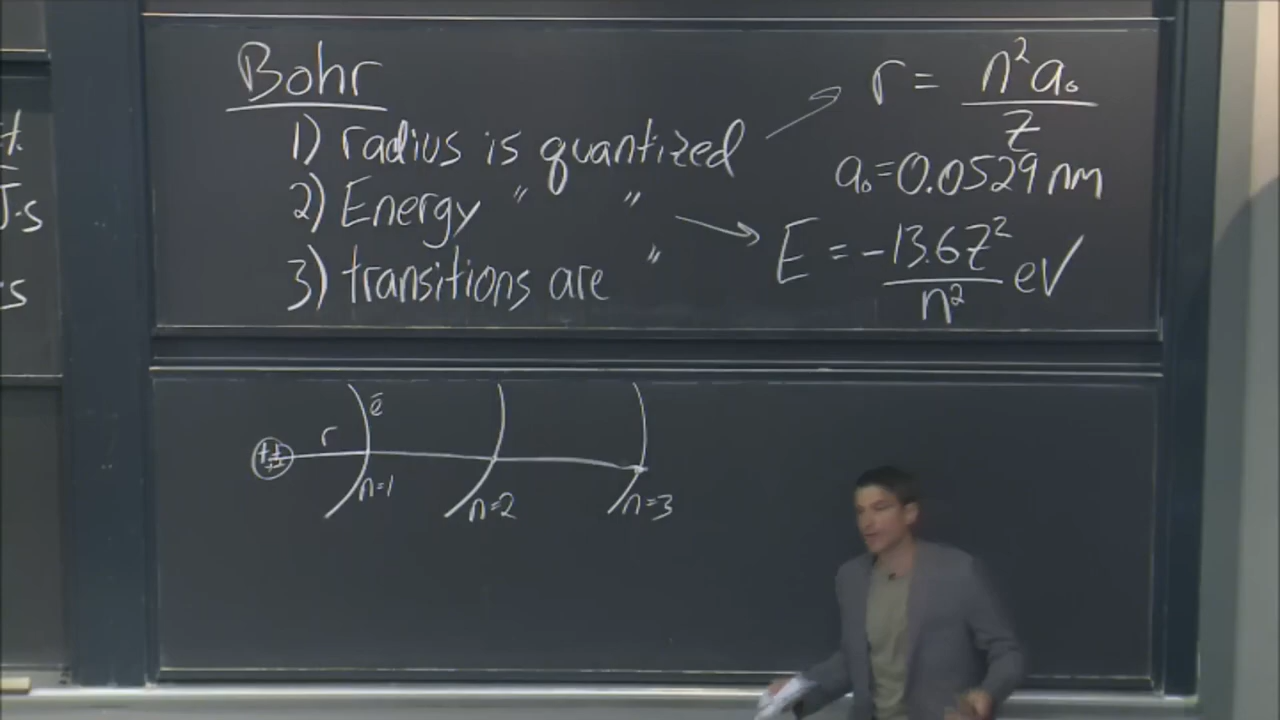 Bohr
1) radius is quantized
2) Energy " "
3) transitions are "
r = n²a₀ / Z
a₀=0.0529 nm
E = -13.6Z² / n² eV
J·s
r
ē
n=1
n=2
n=3